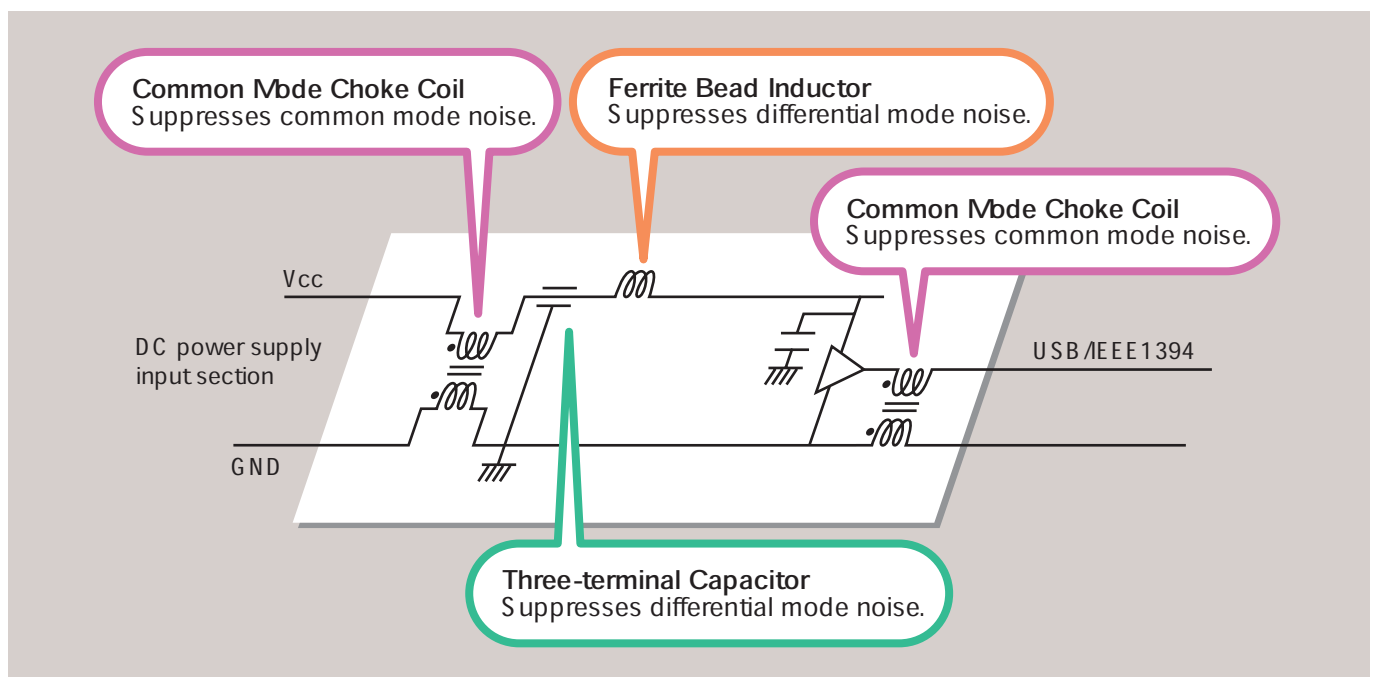 Common Mode Choke Coil
Suppresses common mode noise.
Ferrite Bead Inductor
Suppresses differential mode noise.
Common Mode Choke Coil
Suppresses common mode noise.
Vcc
DC power supply
input section
USB/IEEE1394
GND
Three-terminal Capacitor
Suppresses differential mode noise.